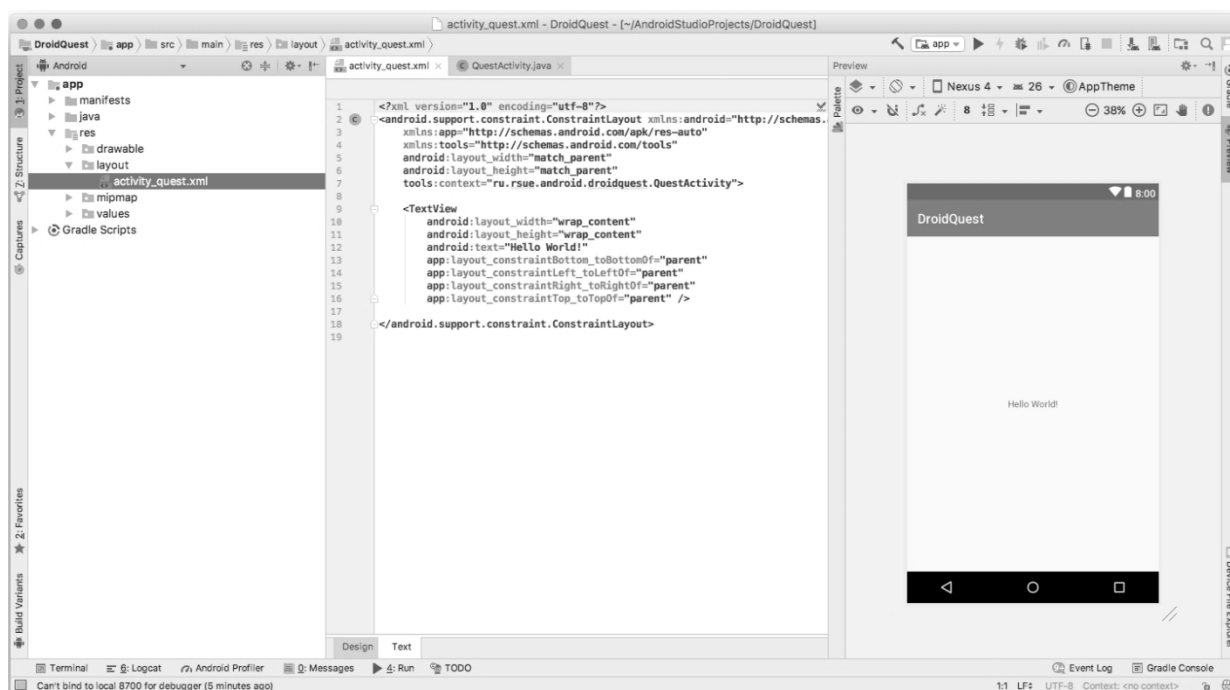 activity_quest.xml - DroidQuest - [~/AndroidStudioProjects/DroidQuest]
DroidQuest app src main res layout activity_quest.xml
app
Android
activity_quest.xml QuestActivity.java
Preview
1: Project
Z: Structure
Captures
2: Favorites
Build Variants
app
manifests
java
res
drawable
layout
activity_quest.xml
mipmap
values
Gradle Scripts
1 <?xml version="1.0" encoding="utf-8"?>
2 <android.support.constraint.ConstraintLayout xmlns:android="http://schemas.
3 xmlns:app="http://schemas.android.com/apk/res-auto"
4 xmlns:tools="http://schemas.android.com/tools"
5 android:layout_width="match_parent"
6 android:layout_height="match_parent"
7 tools:context="ru.rsue.android.droidquest.QuestActivity">
8
9 <TextView
10 android:layout_width="wrap_content"
11 android:layout_height="wrap_content"
12 android:text="Hello World!"
13 app:layout_constraintBottom_toBottomOf="parent"
14 app:layout_constraintLeft_toLeftOf="parent"
15 app:layout_constraintRight_toRightOf="parent"
16 app:layout_constraintTop_toTopOf="parent" />
17
18 </android.support.constraint.ConstraintLayout>
19
Design Text
Palette
Nexus 4 26 AppTheme
8 38%
8:00
DroidQuest
Hello World!
Preview
Device File Explorer
Terminal 6: Logcat Android Profiler 0: Messages 4: Run TODO
Event Log Gradle Console
Can't bind to local 8700 for debugger (5 minutes ago)
1:1 LF UTF-8 Context: <no context>